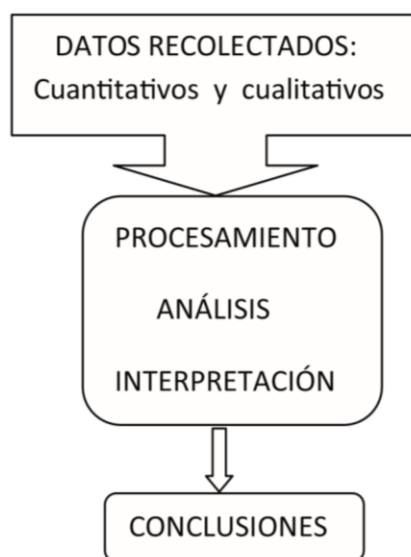 DATOS RECOLECTADOS:
Cuantitativos y cualitativos
PROCESAMIENTO
ANÁLISIS
INTERPRETACIÓN
CONCLUSIONES